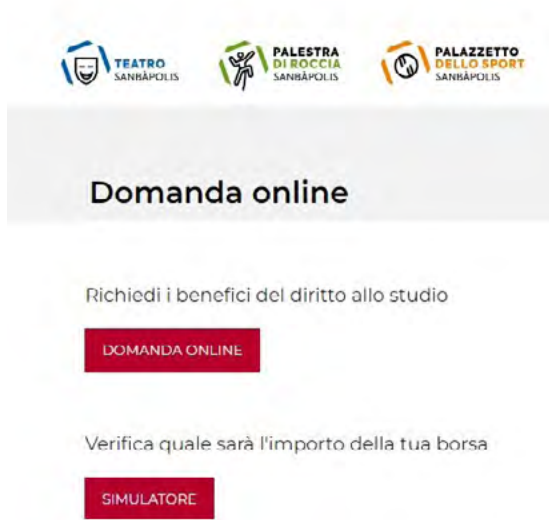 TEATRO
SANBÀPOLIS
PALESTRA
DI ROCCIA
SANBÀPOLIS
PALAZZETTO
DELLO SPORT
SANBÀPOLIS
Domanda online
Richiedi i benefici del diritto allo studio
DOMANDA ONLINE
Verifica quale sarà l'importo della tua borsa
SIMULATORE